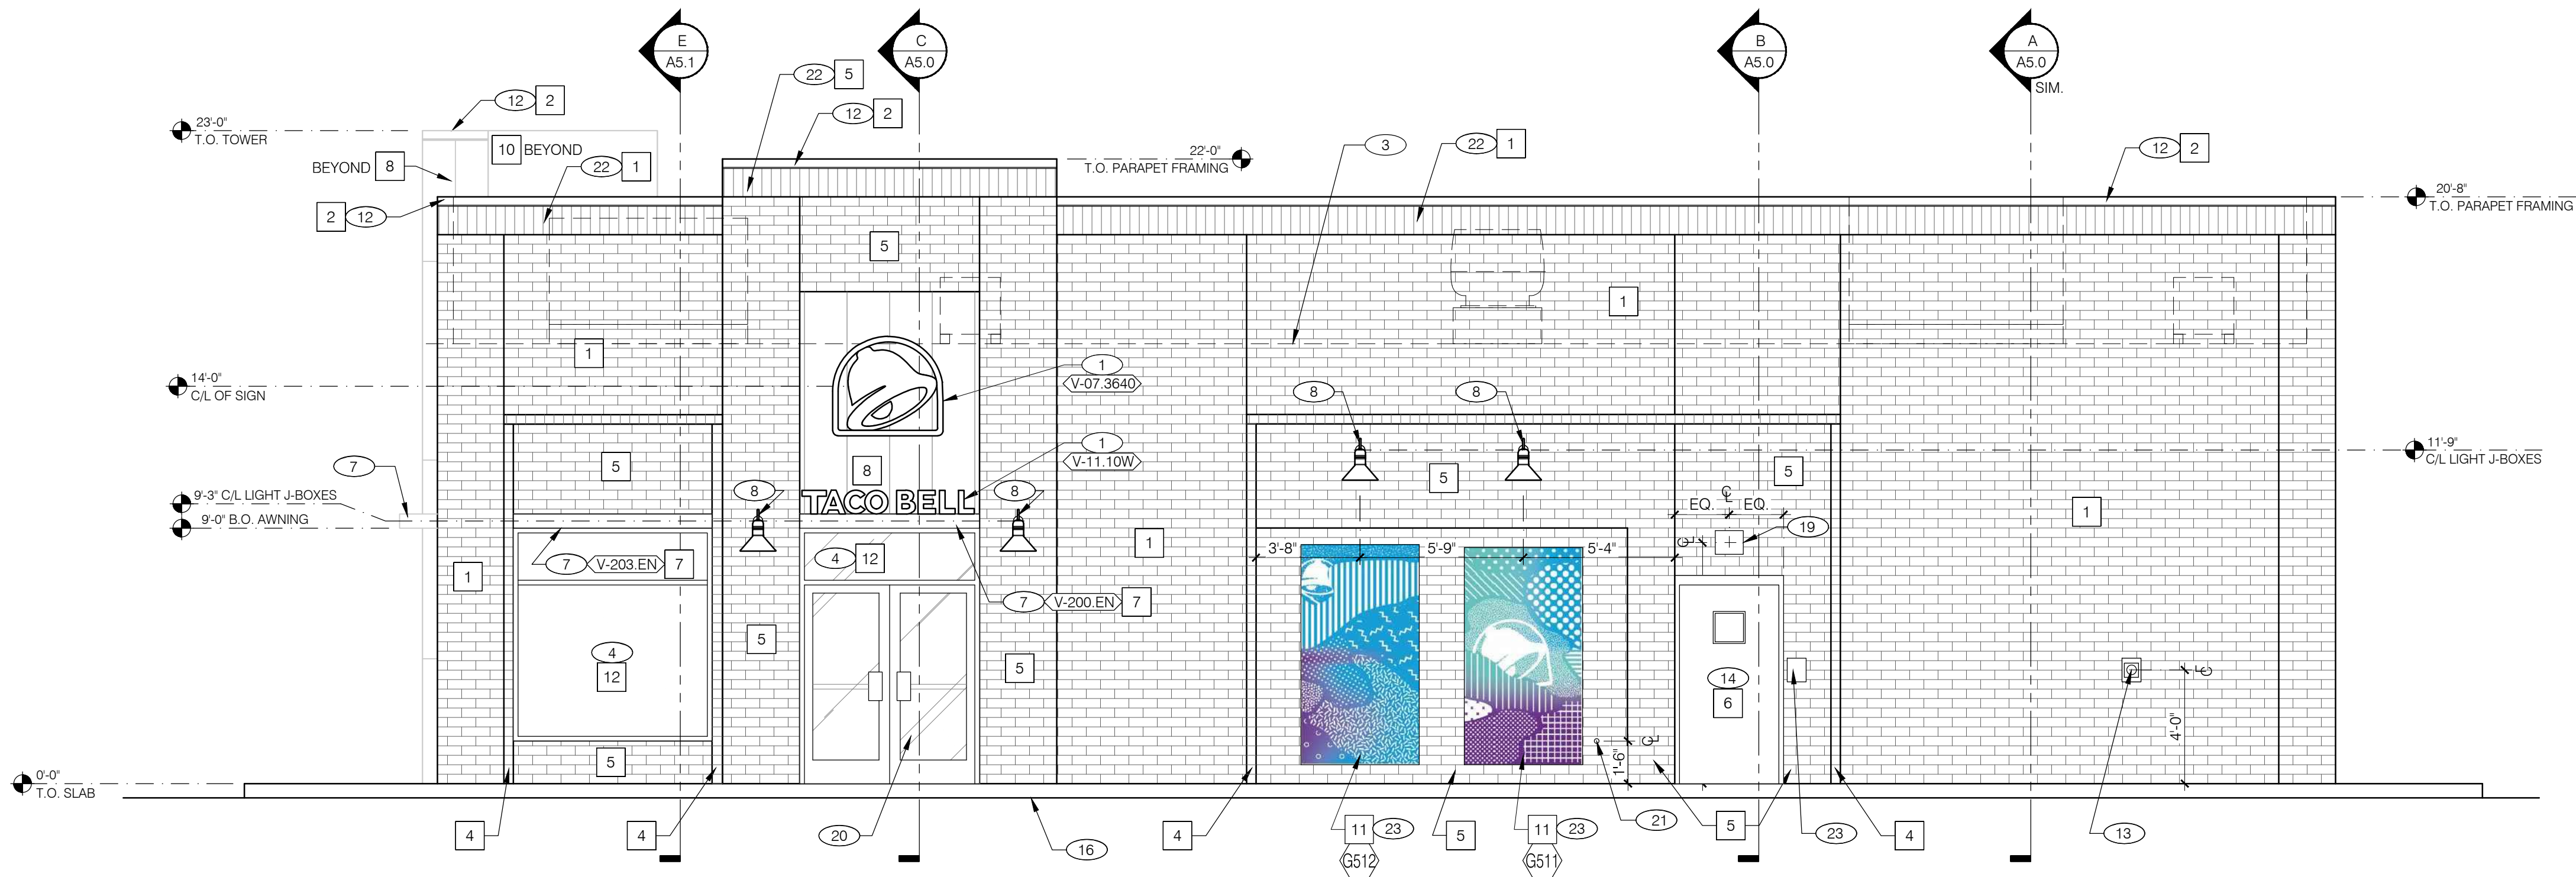 E
A5.1
C
A5.0
B
A5.0
A
A5.0
SIM.
22 5
12 2
12 2
23'-0"
T.O. TOWER
10 BEYOND
BEYOND 8
22 1
22'-0"
T.O. PARAPET FRAMING
3
22 1
12 2
2 12
20'-8"
T.O. PARAPET FRAMING
5
1
1
14'-0"
C/L OF SIGN
1
V-07.3640
8
8
1
V-11.10W
11'-9"
C/L LIGHT J-BOXES
7
5
8
5
5
9'-3" C/L LIGHT J-BOXES
9'-0" B.O. AWNING
8
TACO BELL
8
EQ.
CL
EQ.
1
1
19
7 V-203.EN 7
4 12
3'-8"
5'-9"
5'-4"
CL
1
7 V-200.EN 7
5
4
12
5
14
6
CL
4'-0"
5
1'-6"
CL
0'-0"
T.O. SLAB
4
4
20
16
4
11 23
G512
5
11 23
G511
21
5
23
4
13